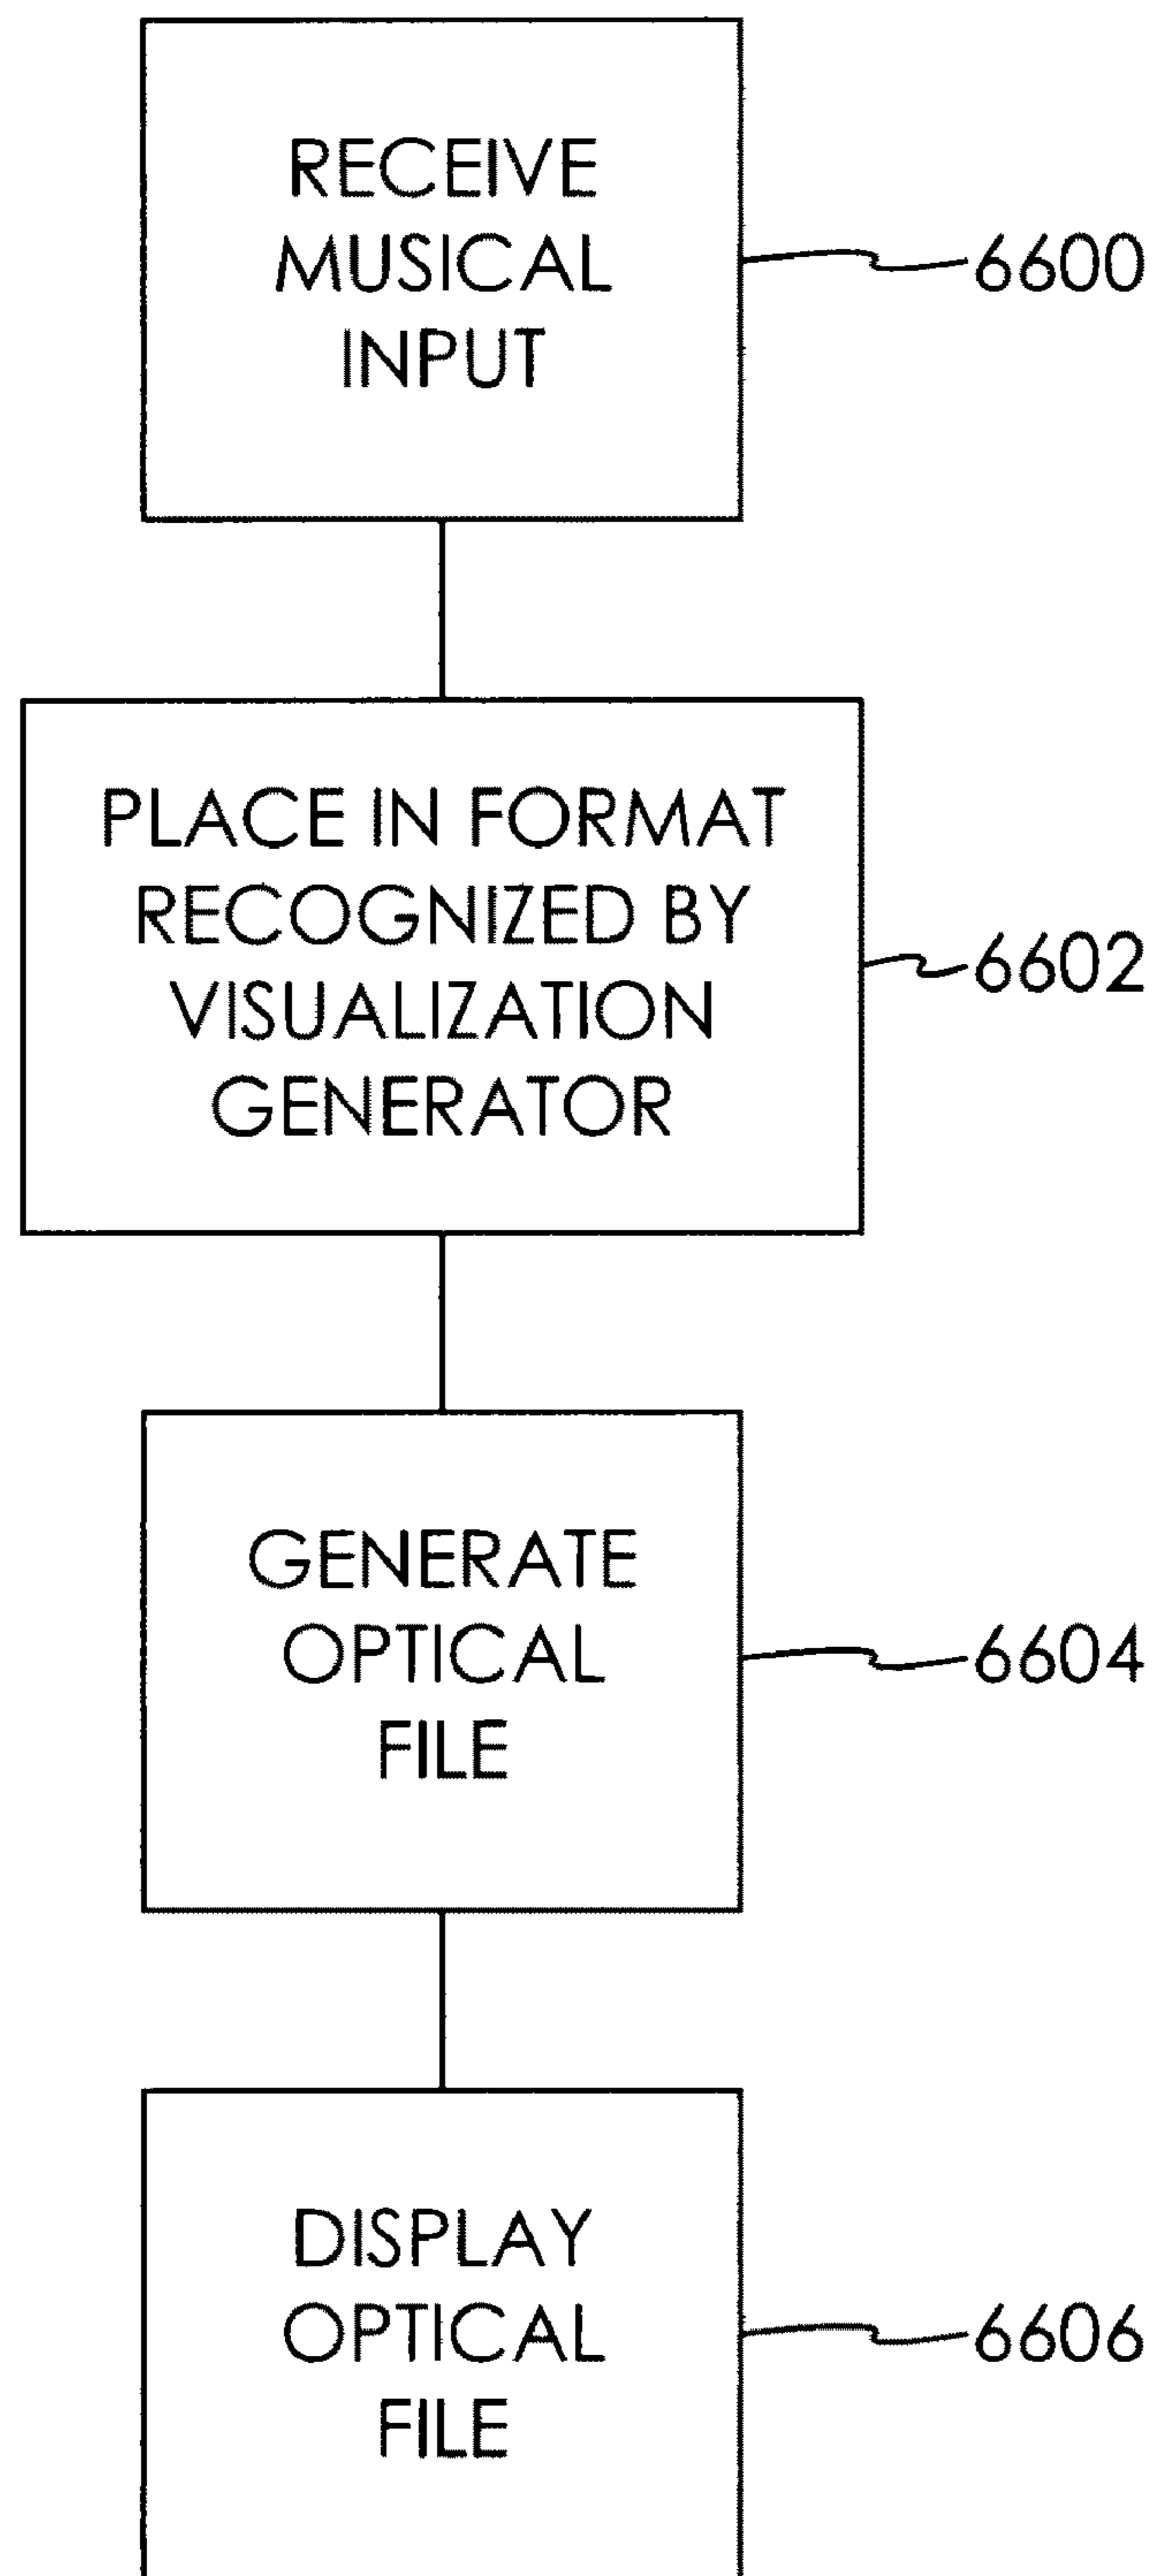 RECEIVE
MUSICAL
INPUT
6600
PLACE IN FORMAT
RECOGNIZED BY
VISUALIZATION
GENERATOR
6602
GENERATE
OPTICAL
FILE
6604
DISPLAY
OPTICAL
FILE
6606